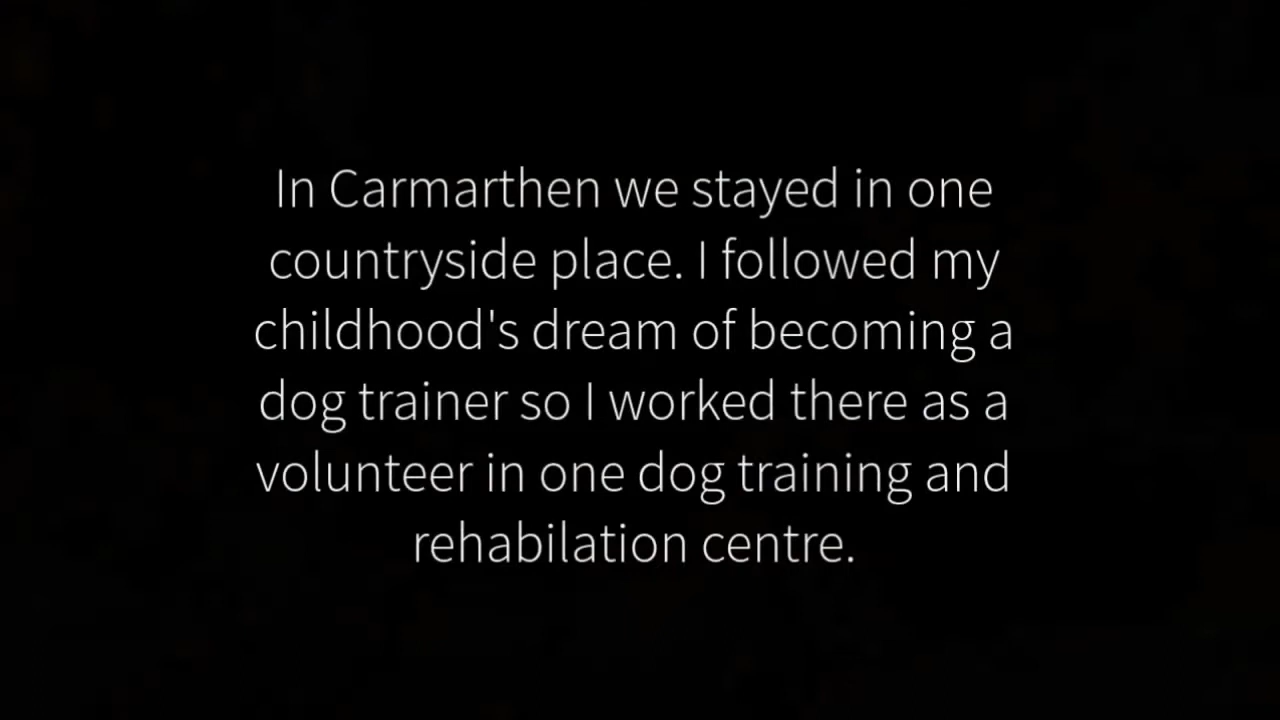 In Carmarthen we stayed in one
countryside place. I followed my
childhood's dream of becoming a
dog trainer so I worked there as a
volunteer in one dog training and
rehabilation centre.